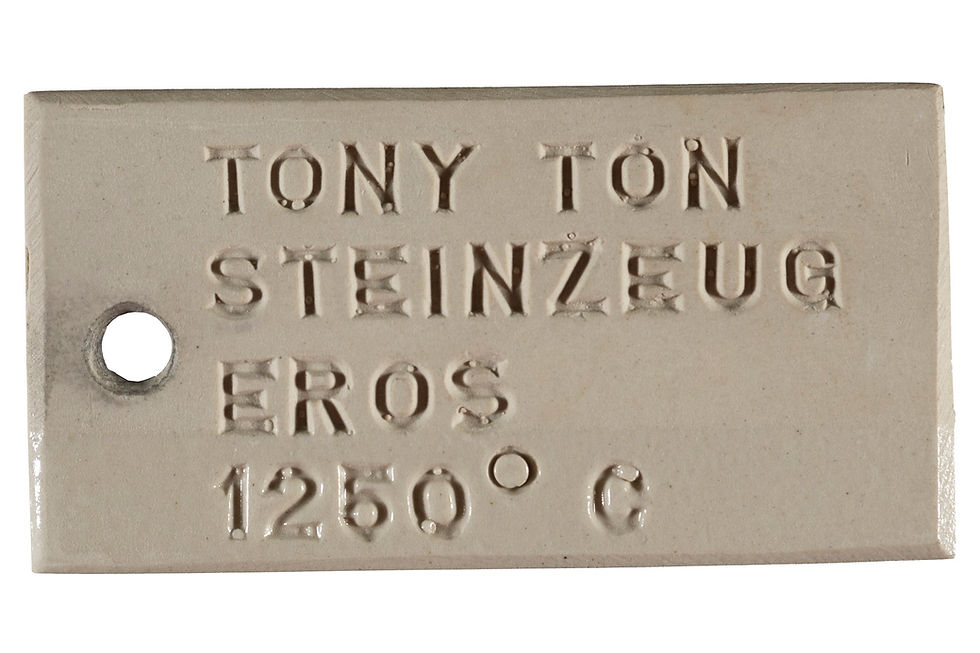 TONY TON
STEINZEUG
EROS
1250° C